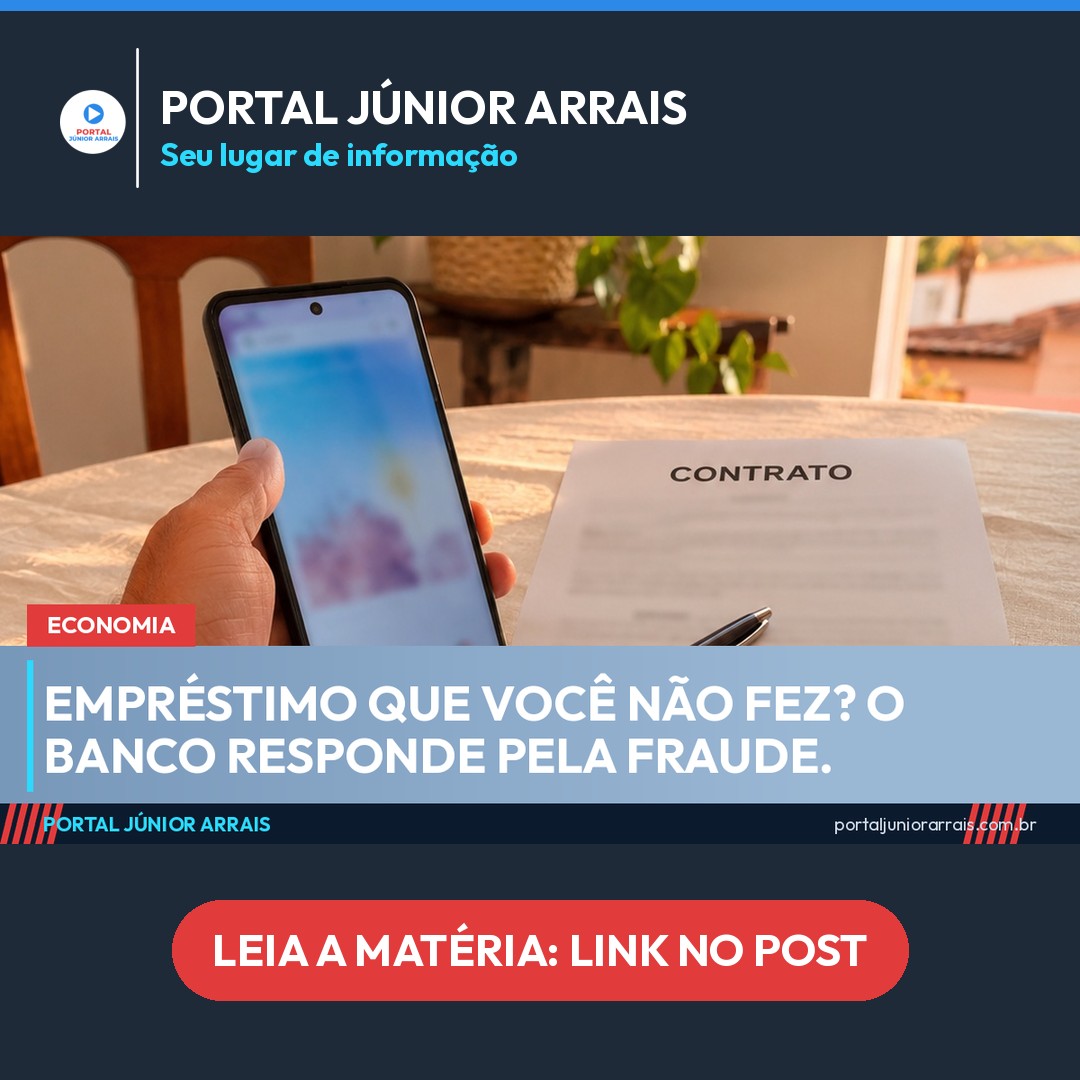 PORTAL JÚNIOR ARRAIS
Seu lugar de informação
PORTAL
JÚNIOR ARRAIS
CONTRATO
ECONOMIA
EMPRÉSTIMO QUE VOCÊ NÃO FEZ? O
BANCO RESPONDE PELA FRAUDE.
PORTAL JÚNIOR ARRAIS
portaljuniorarrais.com.br
LEIA A MATÉRIA: LINK NO POST